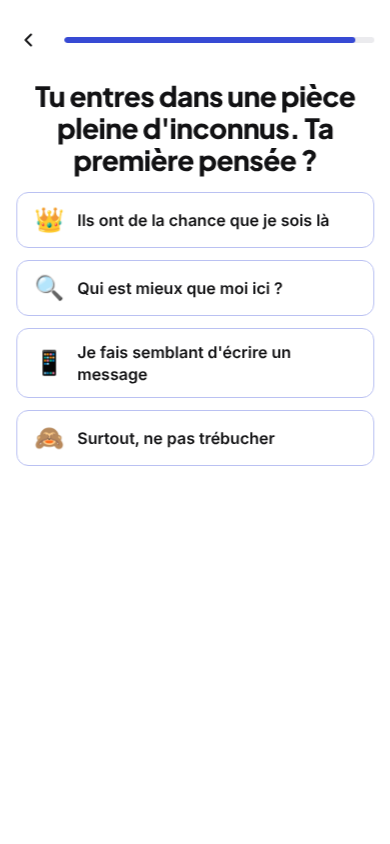 Tu entres dans une pièce
pleine d'inconnus. Ta
première pensée ?
Ils ont de la chance que je sois là
Qui est mieux que moi ici ?
Je fais semblant d'écrire un
message
Surtout, ne pas trébucher